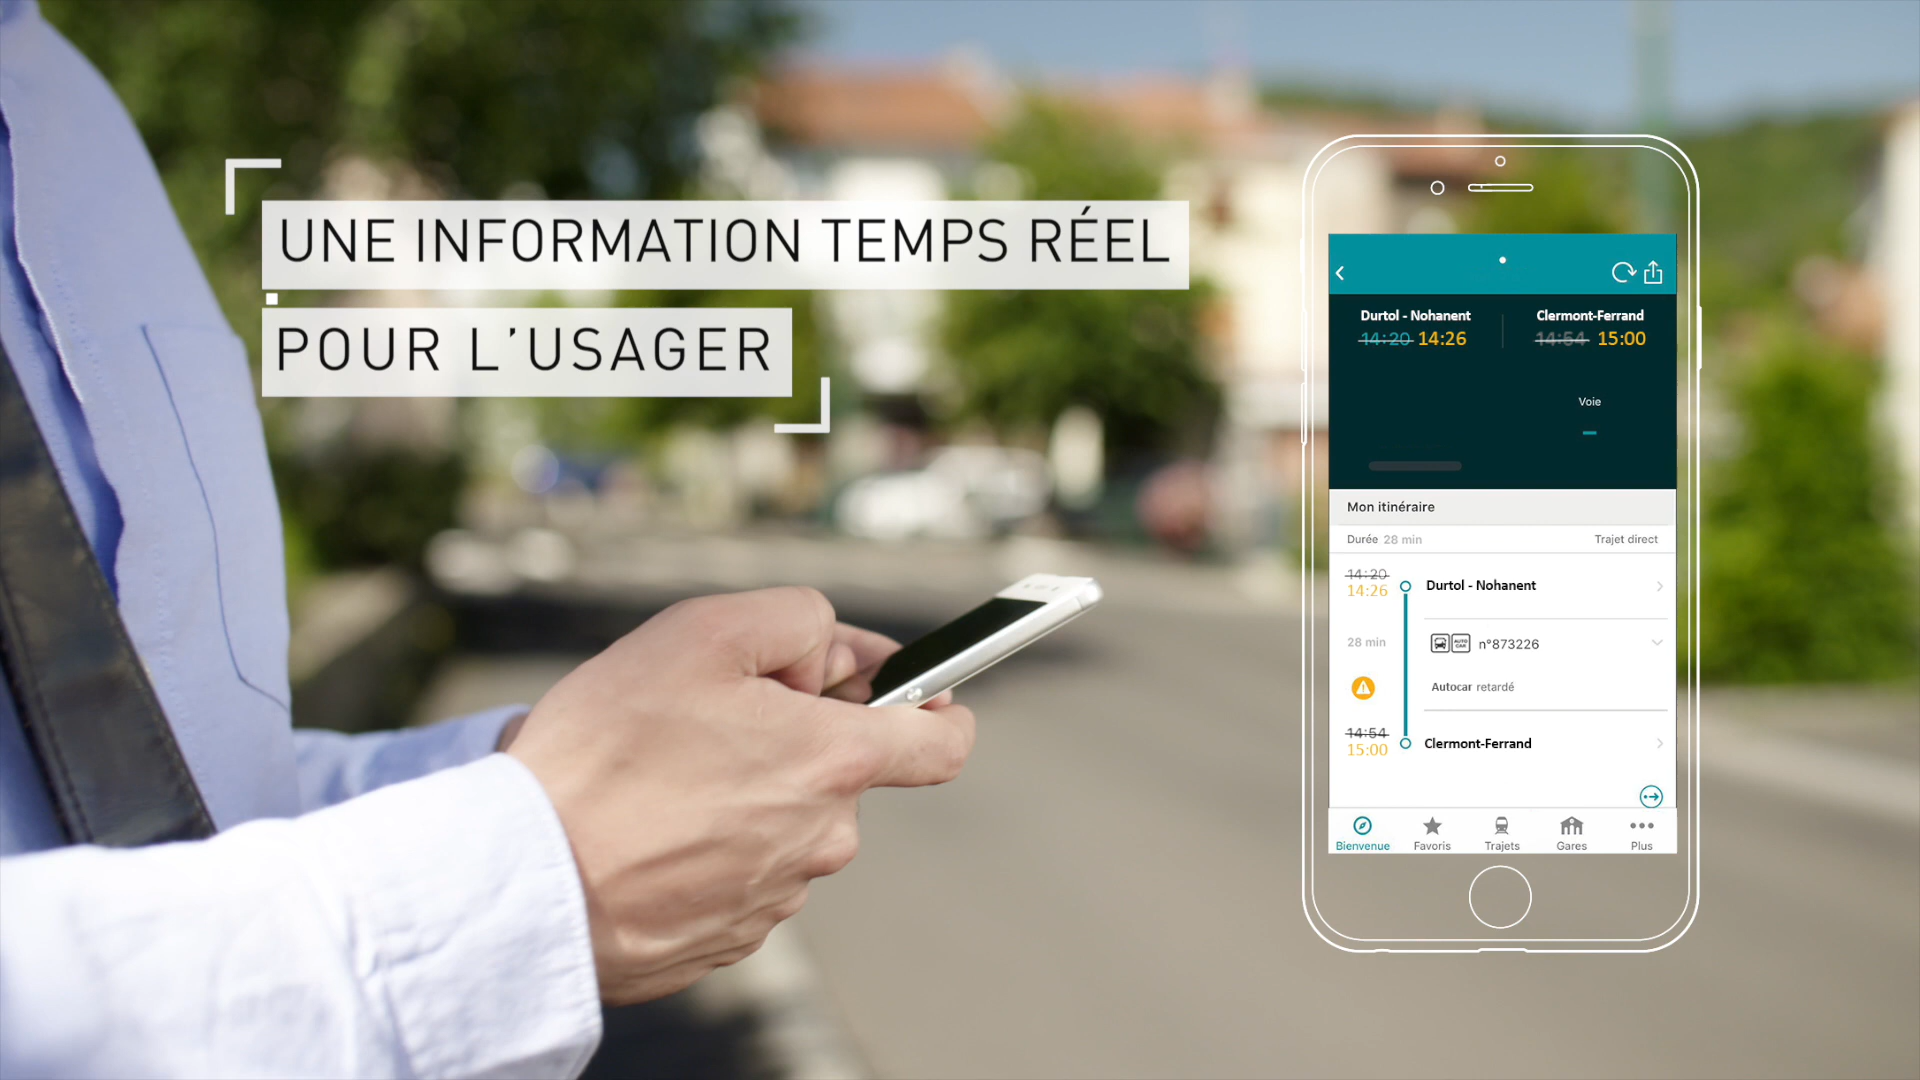 UNE INFORMATION TEMPS RÉEL
POUR L'USAGER
Durtol - Nohanent
14:20 14:26
Clermont-Ferrand
14:54 15:00
Voie
Mon itinéraire
Durée 28 min
Trajet direct
14:20
14:26
Durtol - Nohanent
28 min
AUTO
CAR
n°873226
Autocar retardé
14:54
15:00
Clermont-Ferrand
Bienvenue
Favoris
Trajets
Gares
Plus